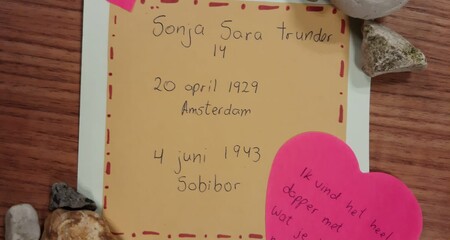 Sonja Sara trunder
14
20 april 1929
Amsterdam
4 juni 1943
Sobibor
Ik vind het heel
dapper met
wat je